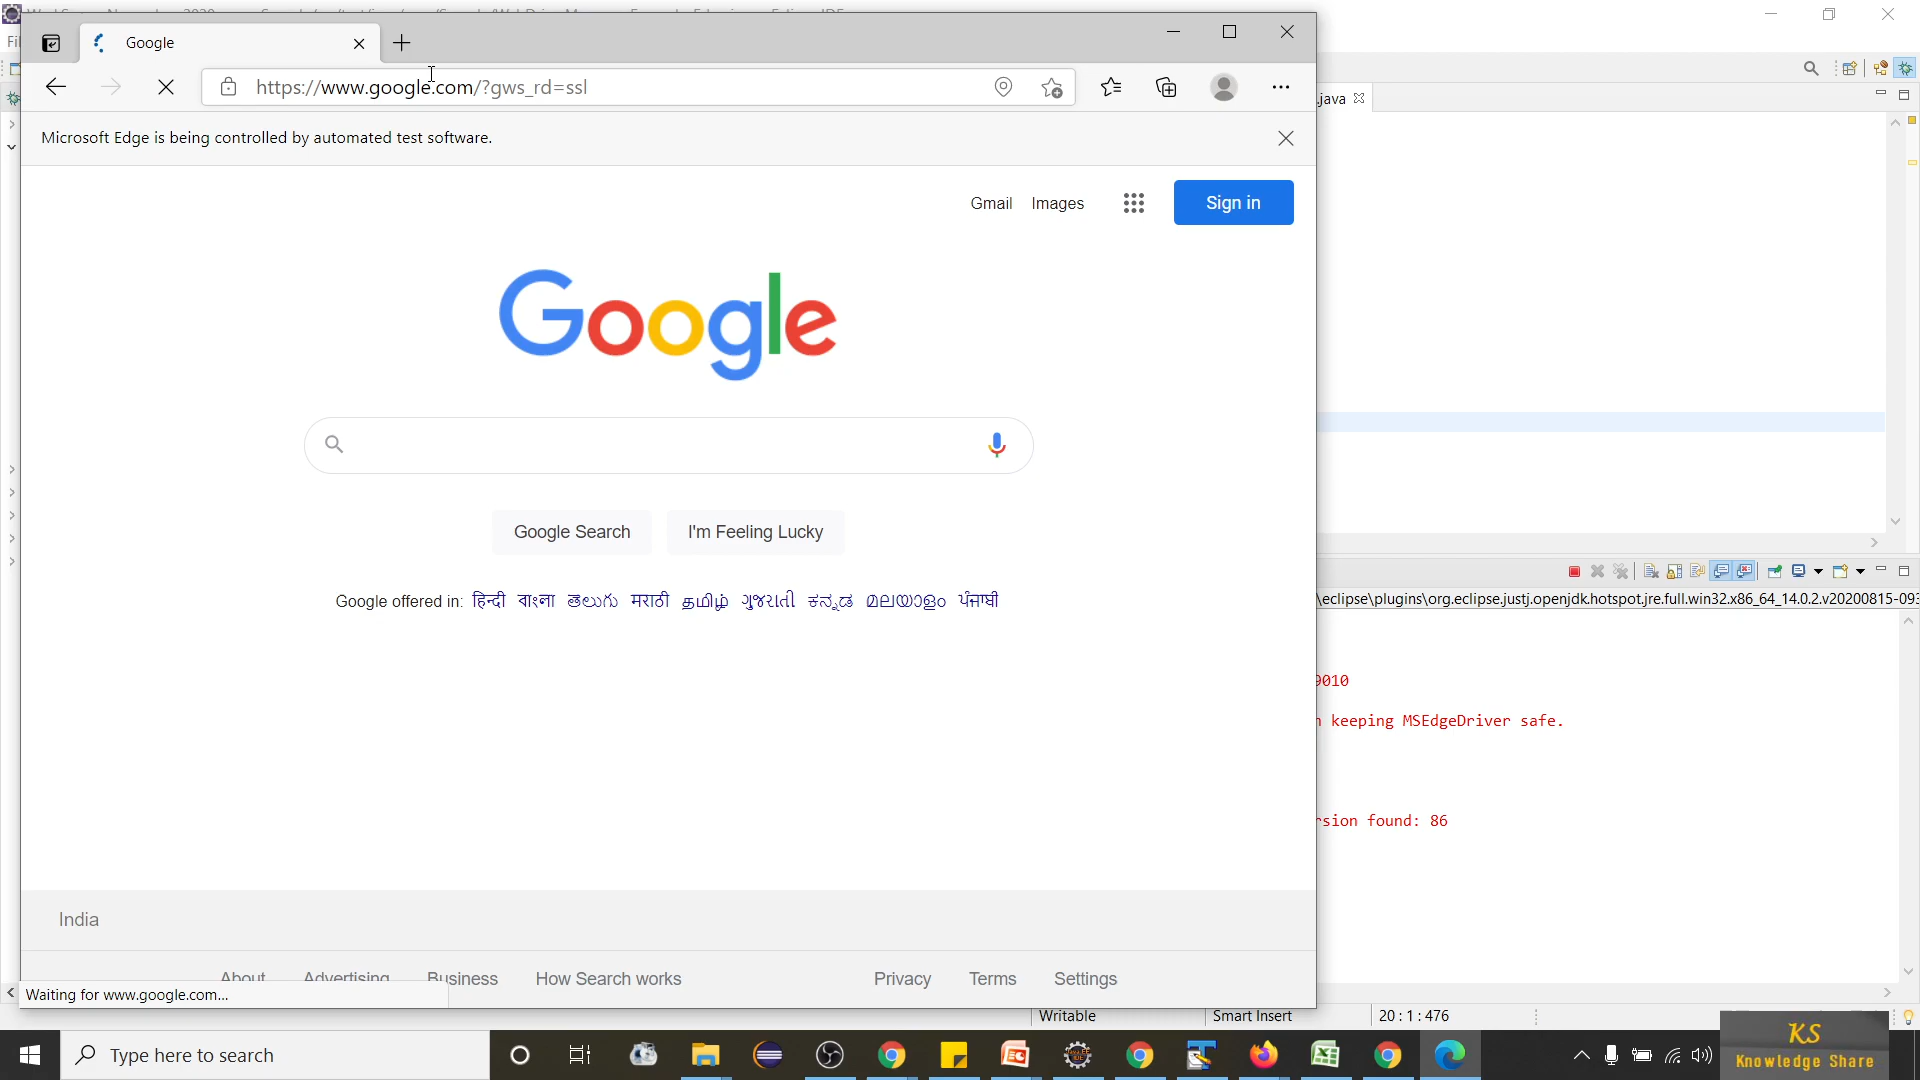 Google
https://www.google.com/?gws_rd=ssl
.java
Microsoft Edge is being controlled by automated test software.
Gmail Images Sign in
Google
Google Search I'm Feeling Lucky
Google offered in: हिन्दी বাংলা తెలుగు मराठी தமிழ் ગુજરાતી ಕನ್ನಡ മലയാളം ਪੰਜਾਬੀ
\eclipse\plugins\org.eclipse.justj.openjdk.hotspot.jre.full.win32.x86_64_14.0.2.v20200815-093
9010
n keeping MSEdgeDriver safe.
rsion found: 86
India
About Advertising Business How Search works Privacy Terms Settings
Waiting for www.google.com...
Writable Smart Insert 20 : 1 : 476
Type here to search
KS
Knowledge Share